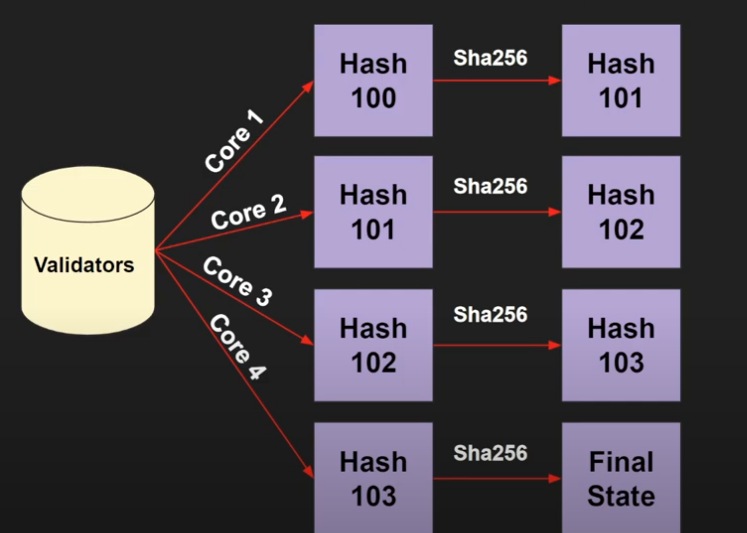 Hash
100
Sha256
Hash
101
Core 1
Hash
101
Sha256
Hash
102
Core 2
Validators
Core 3
Hash
102
Sha256
Hash
103
Core 4
Hash
103
Sha256
Final
State